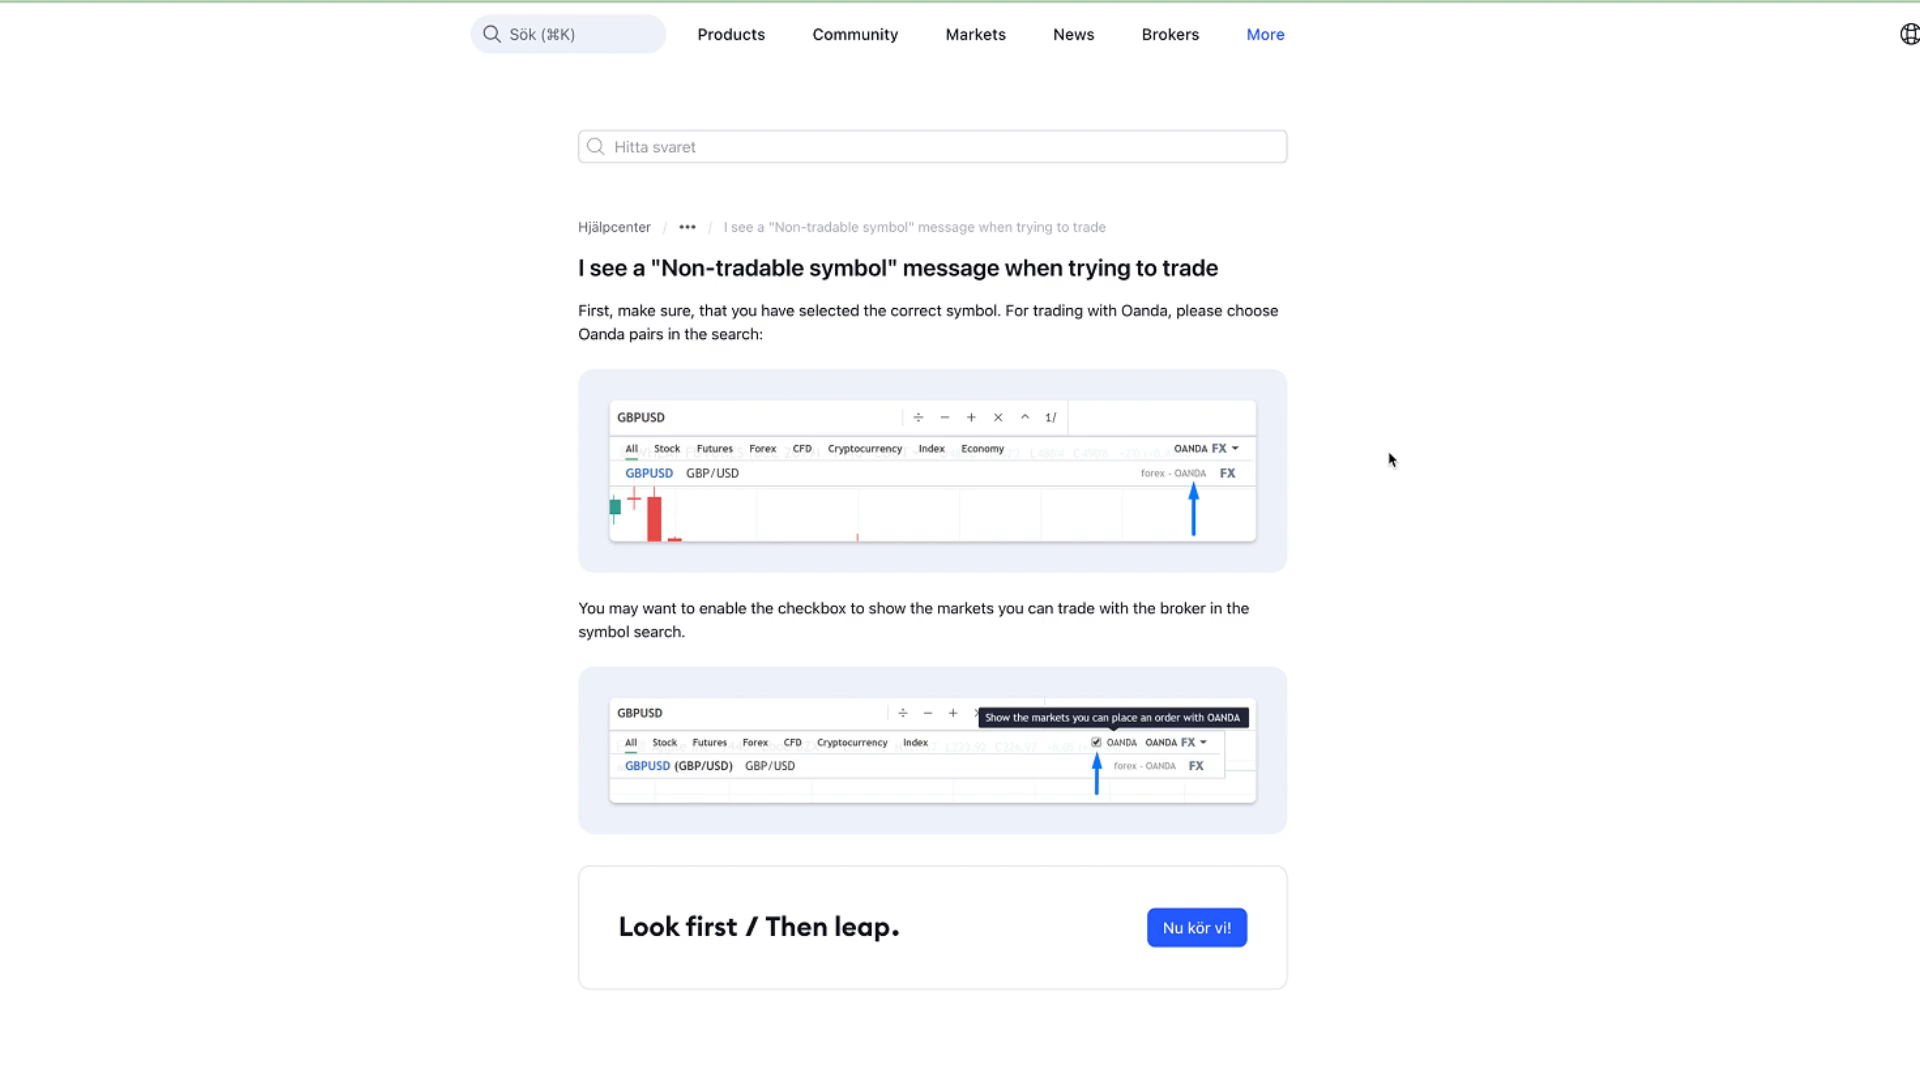 Sök (⌘K)
Products
Community
Markets
News
Brokers
More
Hitta svaret
Hjälpcenter / ••• / I see a "Non-tradable symbol" message when trying to trade
I see a "Non-tradable symbol" message when trying to trade
First, make sure, that you have selected the correct symbol. For trading with Oanda, please choose
Oanda pairs in the search:
GBPUSD ÷ − + × ^ 1/
All Stock Futures Forex CFD Cryptocurrency Index Economy OANDA FX
GBPUSD GBP/USD forex - OANDA FX
You may want to enable the checkbox to show the markets you can trade with the broker in the
symbol search.
GBPUSD ÷ − +
Show the markets you can place an order with OANDA
All Stock Futures Forex CFD Cryptocurrency Index OANDA OANDA FX
GBPUSD (GBP/USD) GBP/USD forex - OANDA FX
Look first / Then leap.
Nu kör vi!